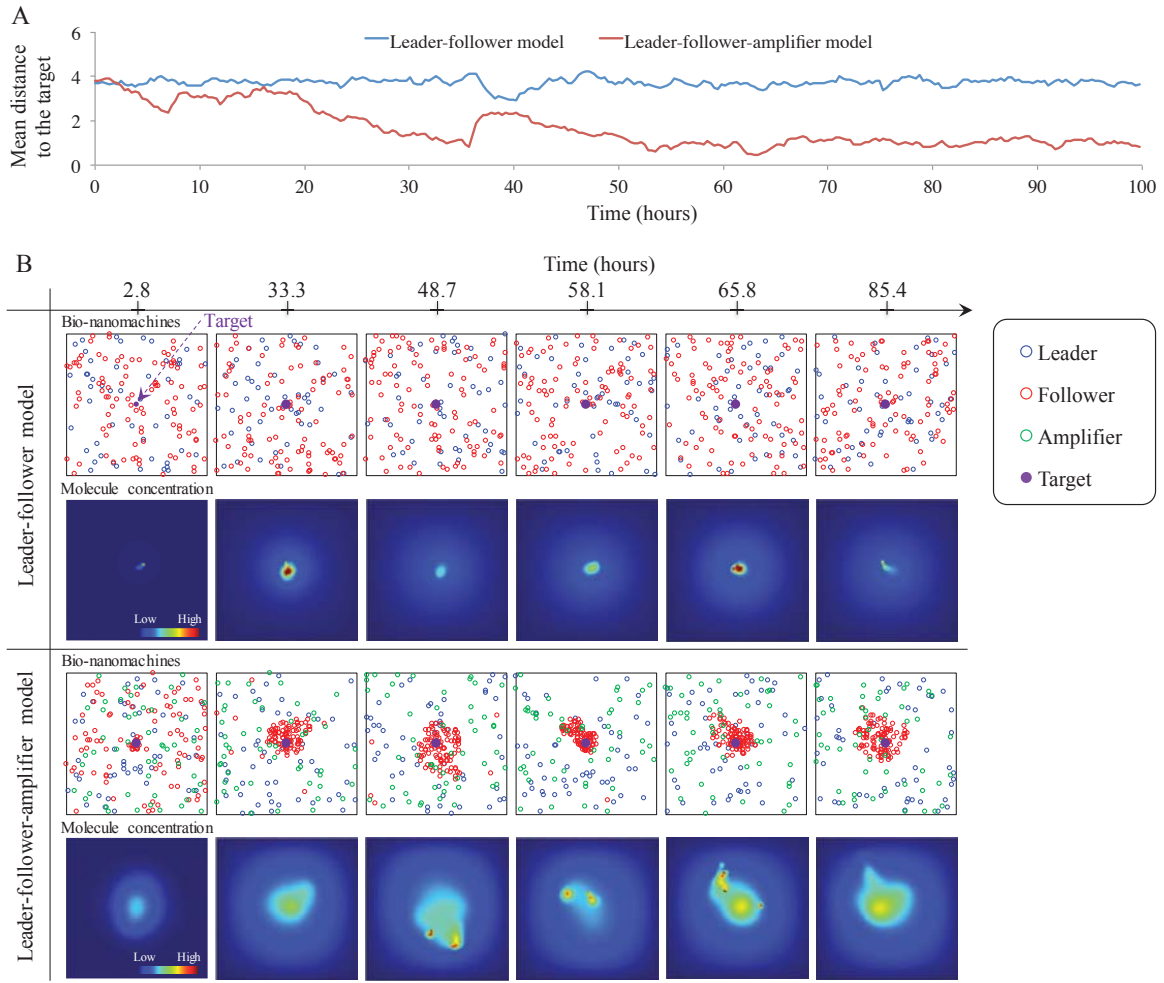 A
Leader-follower model
Leader-follower-amplifier model
Mean distance
to the target
6
4
2
0
0 10 20 30 40 50 60 70 80 90 100
Time (hours)
B
Time (hours)
2.8 33.3 48.7 58.1 65.8 85.4
Leader-follower model
Bio-nanomachines
Target
Molecule concentration
Low High
Leader-follower-amplifier model
Bio-nanomachines
Molecule concentration
Low High
Leader
Follower
Amplifier
Target